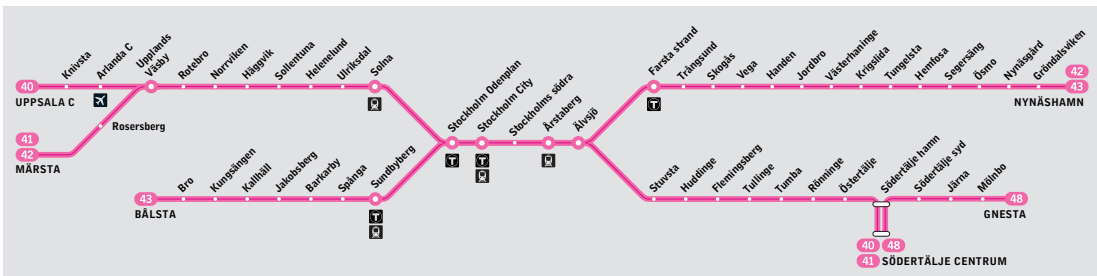 40
UPPSALA C
Knivsta
Arlanda C
Upplands
Väsby
Rotebro
Norrviken
Häggvik
Sollentuna
Helenelund
Ulriksdal
Solna
41
42
MÄRSTA
Rosersberg
43
BÅLSTA
Bro
Kungsängen
Kallhäll
Jakobsberg
Barkarby
Spånga
Sundbyberg
T
Stockholm Odenplan
T
Stockholm City
T
Stockholms södra
Årstaberg
Älvsjö
Farsta strand
T
Trångsund
Skogås
Vega
Handen
Jordbro
Västerhaninge
Krigslida
Tungelsta
Hemfosa
Segersäng
Ösmo
Nynäsgård
Gröndalsviken
42
43
NYNÄSHAMN
Stuvsta
Huddinge
Flemingsberg
Tullinge
Tumba
Rönninge
Östertälje
Södertälje hamn
Södertälje syd
Järna
Mölnbo
48
GNESTA
40 48
41 SÖDERTÄLJE CENTRUM